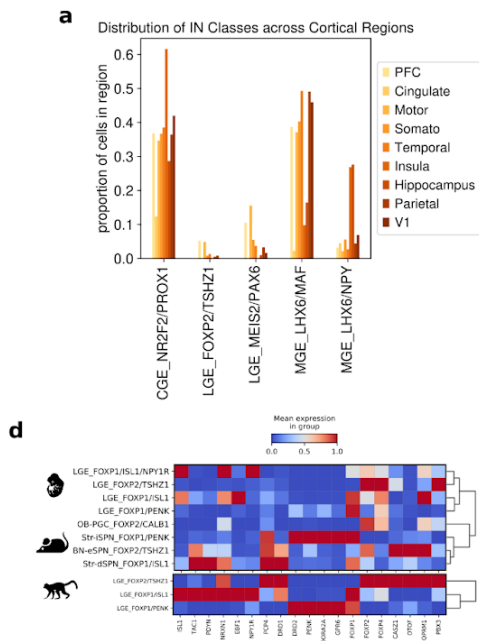 a
Distribution of IN Classes across Cortical Regions
proportion of cells in region
0.6
0.5
0.4
0.3
0.2
0.1
0.0
PFC
Cingulate
Motor
Somato
Temporal
Insula
Hippocampus
Parietal
V1
CGE_NR2F2/PROX1
LGE_FOXP2/TSHZ1
LGE_MEIS2/PAX6
MGE_LHX6/MAF
MGE_LHX6/NPY
d
Mean expression
in group
0.0 0.5 1.0
LGE_FOXP1/ISL1/NPY1R
LGE_FOXP2/TSHZ1
LGE_FOXP1/ISL1
LGE_FOXP1/PENK
OB-PGC_FOXP2/CALB1
Str-iSPN_FOXP1/PENK
BN-eSPN_FOXP2/TSHZ1
Str-dSPN_FOXP1/ISL1
LGE_FOXP2/TSHZ1
LGE_FOXP1/ISL1
LGE_FOXP1/PENK
ISL1
TAC1
PDYN
NRXN1
EBF1
NPY1R
PCP4
DRD1
DRD2
PENK
GPR6
FOXP1
FOXP2
FOXP4
CASZ1
OTOF
OPRM1
PBX3